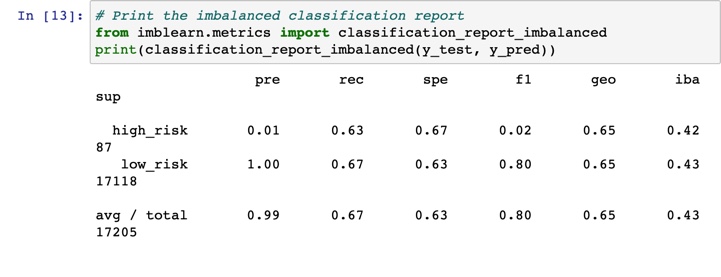 In [13]: # Print the imbalanced classification report
from imblearn.metrics import classification_report_imbalanced
print(classification_report_imbalanced(y_test, y_pred))
pre rec spe f1 geo iba
sup
high_risk 0.01 0.63 0.67 0.02 0.65 0.42
87
low_risk 1.00 0.67 0.63 0.80 0.65 0.43
17118
avg / total 0.99 0.67 0.63 0.80 0.65 0.43
17205